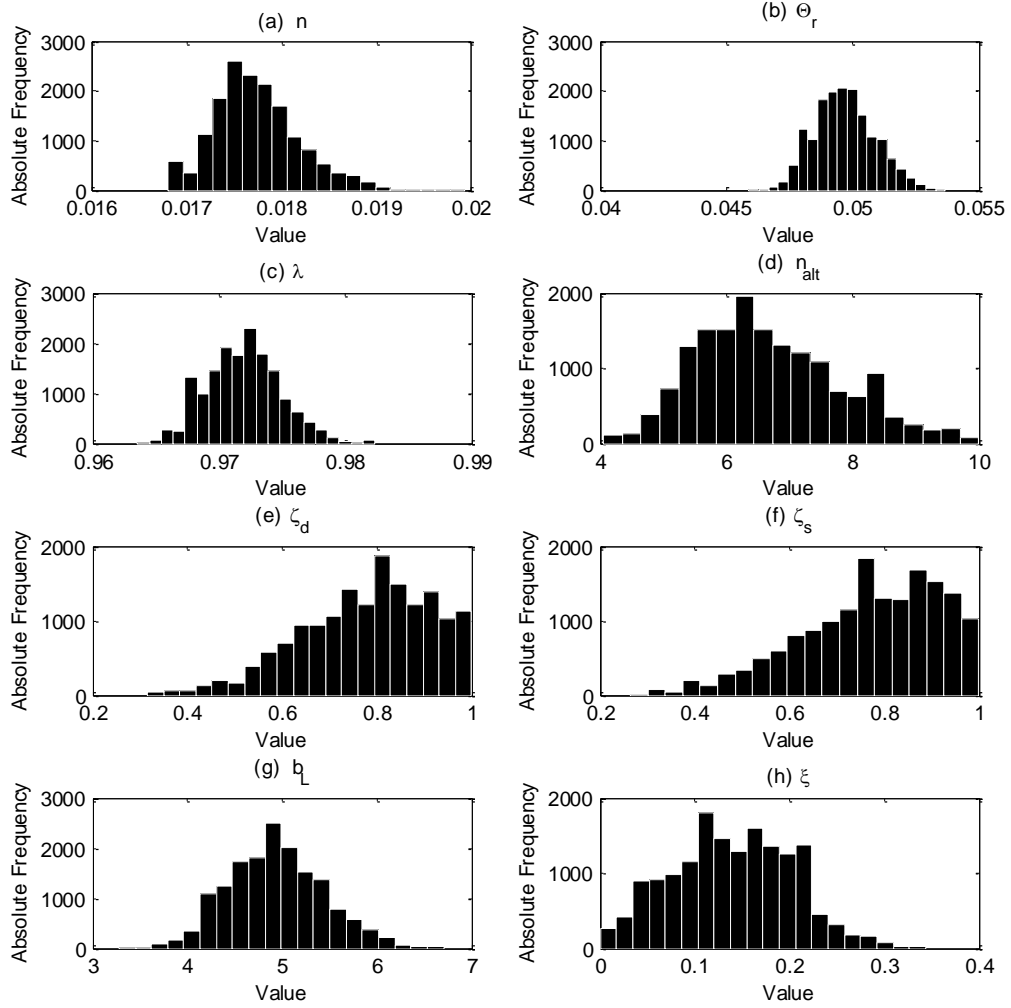 (a) n
3000
2000
1000
0
0.016 0.017 0.018 0.019 0.02
Absolute Frequency
Value
(b) Θr
3000
2000
1000
0
0.04 0.045 0.05 0.055
Absolute Frequency
Value
(c) λ
3000
2000
1000
0
0.96 0.97 0.98 0.99
Absolute Frequency
Value
(d) nalt
2000
1000
0
4 6 8 10
Absolute Frequency
Value
(e) ζd
2000
1000
0
0.2 0.4 0.6 0.8 1
Absolute Frequency
Value
(f) ζs
2000
1000
0
0.2 0.4 0.6 0.8 1
Absolute Frequency
Value
(g) bL
3000
2000
1000
0
3 4 5 6 7
Absolute Frequency
Value
(h) ξ
2000
1000
0
0 0.1 0.2 0.3 0.4
Absolute Frequency
Value